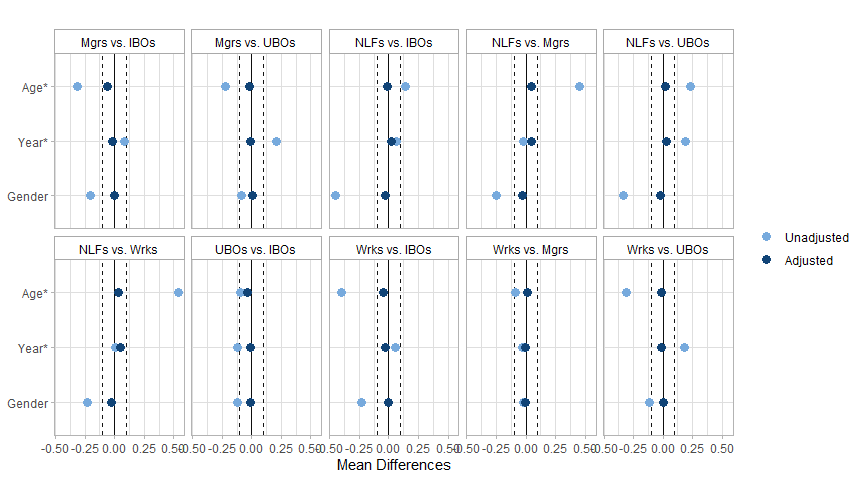 Mgrs vs. IBOs
Mgrs vs. UBOs
NLFs vs. IBOs
NLFs vs. Mgrs
NLFs vs. UBOs
Age*
Year*
Gender
NLFs vs. Wrks
UBOs vs. IBOs
Wrks vs. IBOs
Wrks vs. Mgrs
Wrks vs. UBOs
Age*
Year*
Gender
-0.50 -0.25 0.00 0.25 0.50
-0.50 -0.25 0.00 0.25 0.50
-0.50 -0.25 0.00 0.25 0.50
-0.50 -0.25 0.00 0.25 0.50
-0.50 -0.25 0.00 0.25 0.50
Mean Differences
Unadjusted
Adjusted